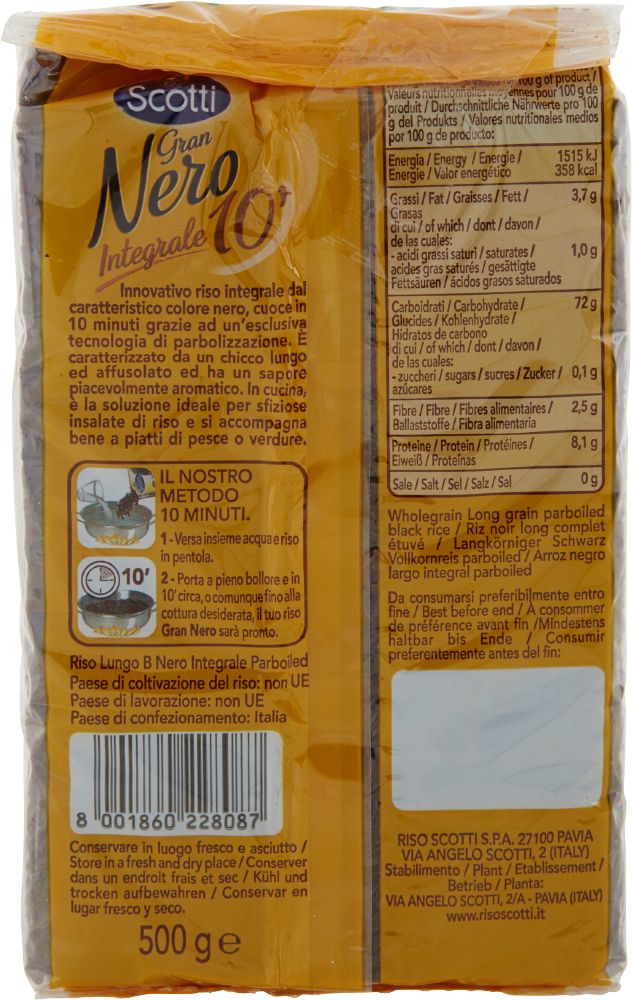 Scotti
Gran
Nero
Integrale 10'
Innovativo riso integrale dal
caratteristico colore nero, cuoce in
10 minuti grazie ad un'esclusiva
tecnologia di parbolizzazione. È
caratterizzato da un chicco lungo
ed affusolato ed ha un sapore
piacevolmente aromatico. In cucina,
è la soluzione ideale per sfiziose
insalate di riso e si accompagna
bene a piatti di pesce o verdure.
IL NOSTRO
METODO
10 MINUTI.
1 - Versa insieme acqua e riso
in pentola.
10'
2 - Porta a pieno bollore e in
10' circa, o comunque fino alla
cottura desiderata, il tuo riso
Gran Nero sarà pronto.
Riso Lungo B Nero Integrale Parboiled
Paese di coltivazione del riso: non UE
Paese di lavorazione: non UE
Paese di confezionamento: Italia
8 001860 228087
Conservare in luogo fresco e asciutto /
Store in a fresh and dry place / Conserver
dans un endroit frais et sec / Kühl und
trocken aufbewahren / Conservar en
lugar fresco y seco.
500 g e
100 g of product /
Valeurs nutritionnelles moyennes pour 100 g de
produit / Durchschnittliche Nährwerte pro 100
g del Produkts / Valores nutritionales medios
por 100 g de producto:
Energia / Energy / Energie / 1515 kJ
Energie / Valor energético 358 kcal
Grassi / Fat / Graisses / Fett / 3,7 g
Grasas
di cui / of which / dont / davon /
de las cuales:
- acidi grassi saturi / saturates / 1,0 g
acides gras saturés / gesättigte
Fettsäuren / ácidos grasos saturados
Carboidrati / Carbohydrate / 72 g
Glucides / Kohlenhydrate /
Hidratos de carbono
di cui / of which / dont / davon /
de las cuales:
- zuccheri / sugars / sucres / Zucker / 0,1 g
azúcares
Fibre / Fibre / Fibres alimentaires / 2,5 g
Ballaststoffe / Fibra alimentaria
Proteine / Protein / Protéines / 8,1 g
Eiweiß / Proteínas
Sale / Salt / Sel / Salz / Sal 0 g
Wholegrain Long grain parboiled
black rice / Riz noir long complet
étuvé / Langkörniger Schwarz
Vollkornreis parboiled / Arroz negro
largo integral parboiled
Da consumarsi preferibilmente entro
fine / Best before end / À consommer
de préférence avant fin /Mindestens
haltbar bis Ende / Consumir
preferentemente antes del fin:
RISO SCOTTI S.P.A. 27100 PAVIA
VIA ANGELO SCOTTI, 2 (ITALY)
Stabilimento / Plant / Etablissement /
Betrieb / Planta:
VIA ANGELO SCOTTI, 2/A - PAVIA (ITALY)
www.risoscotti.it